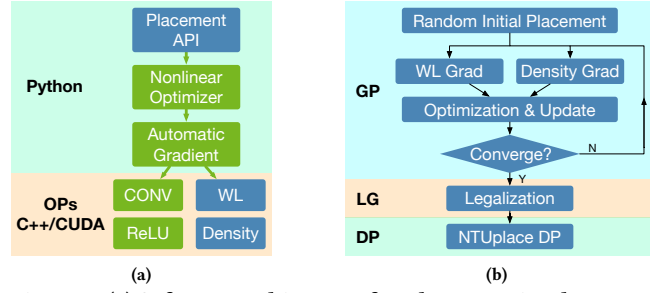 Placement
API
Python
Nonlinear
Optimizer
Automatic
Gradient
OPs
C++/CUDA
CONV
WL
ReLU
Density
(a)
Random Initial Placement
GP
WL Grad
Density Grad
Optimization & Update
Converge?
N
Y
LG
Legalization
DP
NTUplace DP
(b)